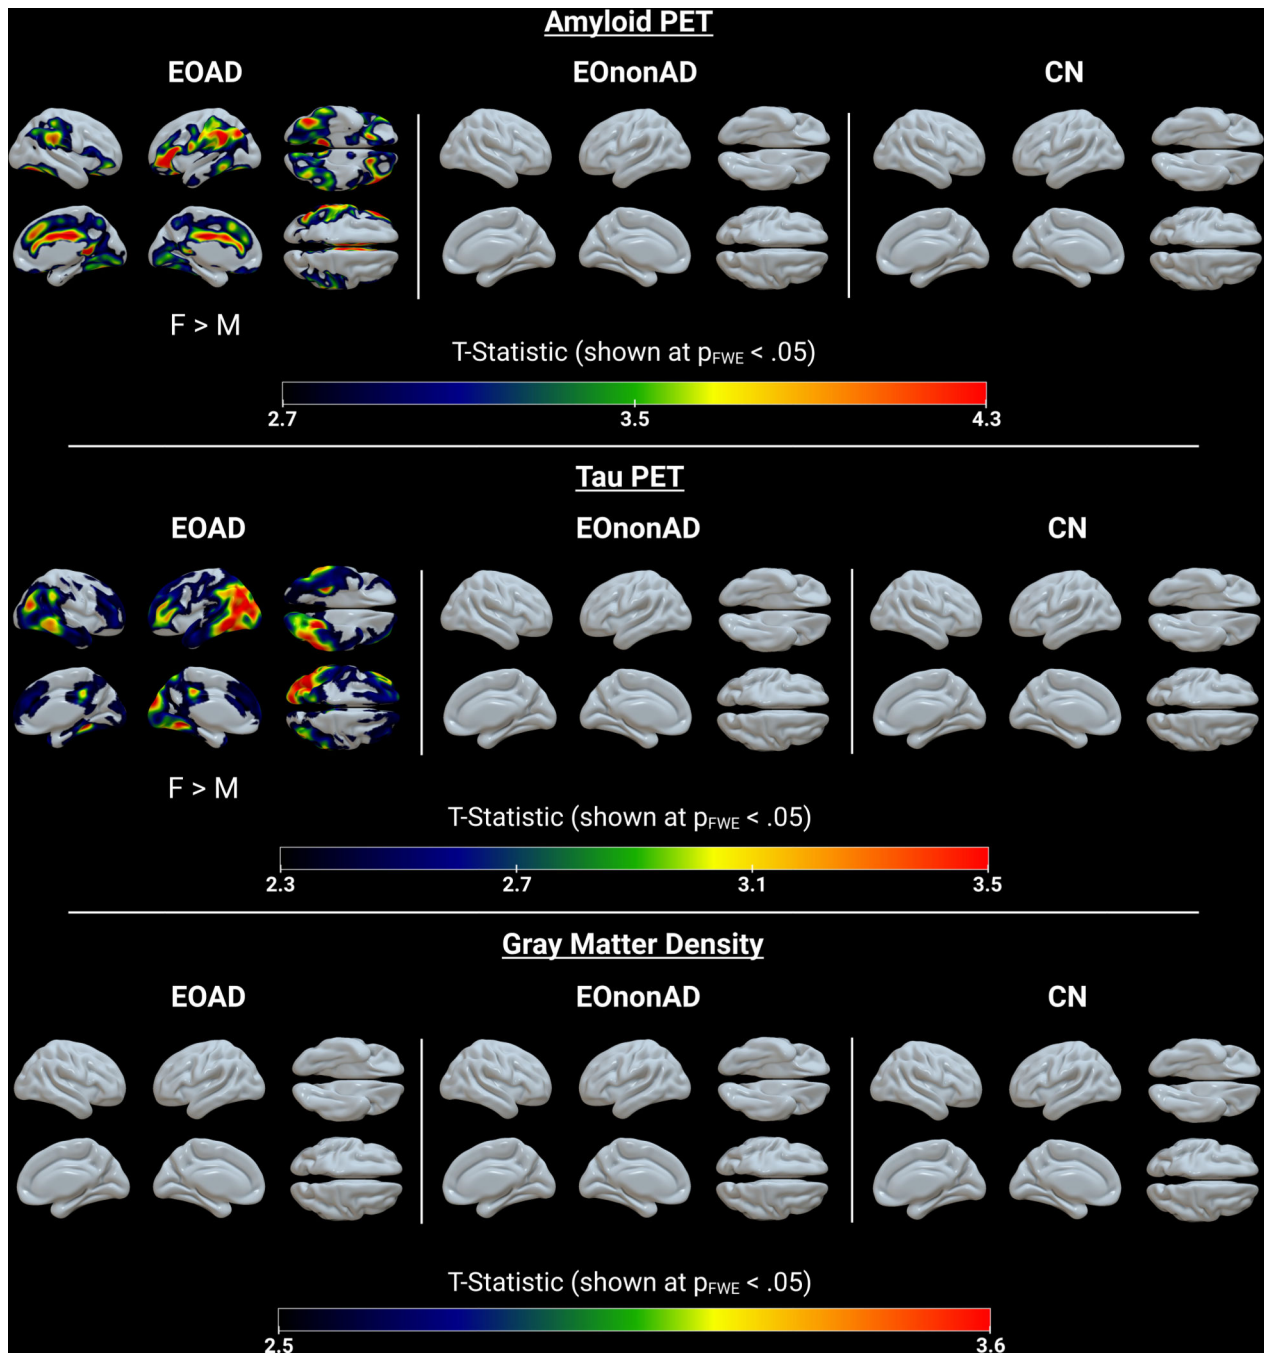 Amyloid PET
EOAD EOnonAD CN
F > M
T-Statistic (shown at pFWE < .05)
2.7 3.5 4.3
Tau PET
EOAD EOnonAD CN
F > M
T-Statistic (shown at pFWE < .05)
2.3 2.7 3.1 3.5
Gray Matter Density
EOAD EOnonAD CN
T-Statistic (shown at pFWE < .05)
2.5 3.6